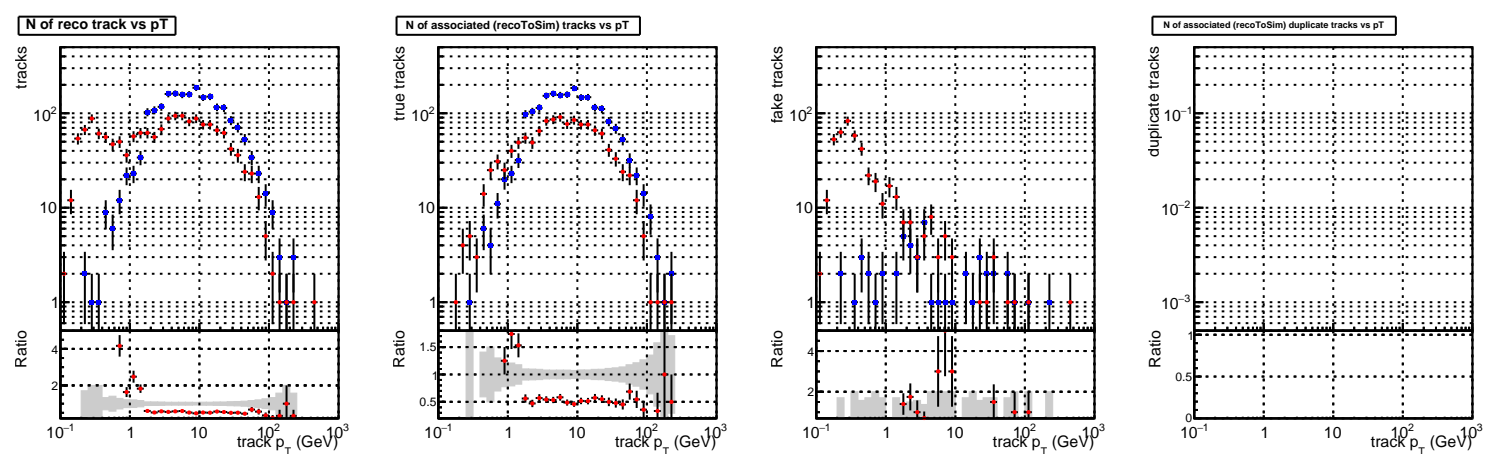 N of reco track vs pT
tracks
10²
10
1
Ratio
4
2
10⁻¹ 1 10 10² 10³
track p_T (GeV)
N of associated (recoToSim) tracks vs pT
true tracks
10²
10
1
Ratio
1.5
1
0.5
10⁻¹ 1 10 10² 10³
track p_T (GeV)
fake tracks
10²
10
1
Ratio
4
2
10⁻¹ 1 10 10² 10³
track p_T (GeV)
N of associated (recoToSim) duplicate tracks vs pT
duplicate tracks
10⁻¹
10⁻²
10⁻³
Ratio
1
0.5
0
10⁻¹ 1 10 10² 10³
track p_T (GeV)